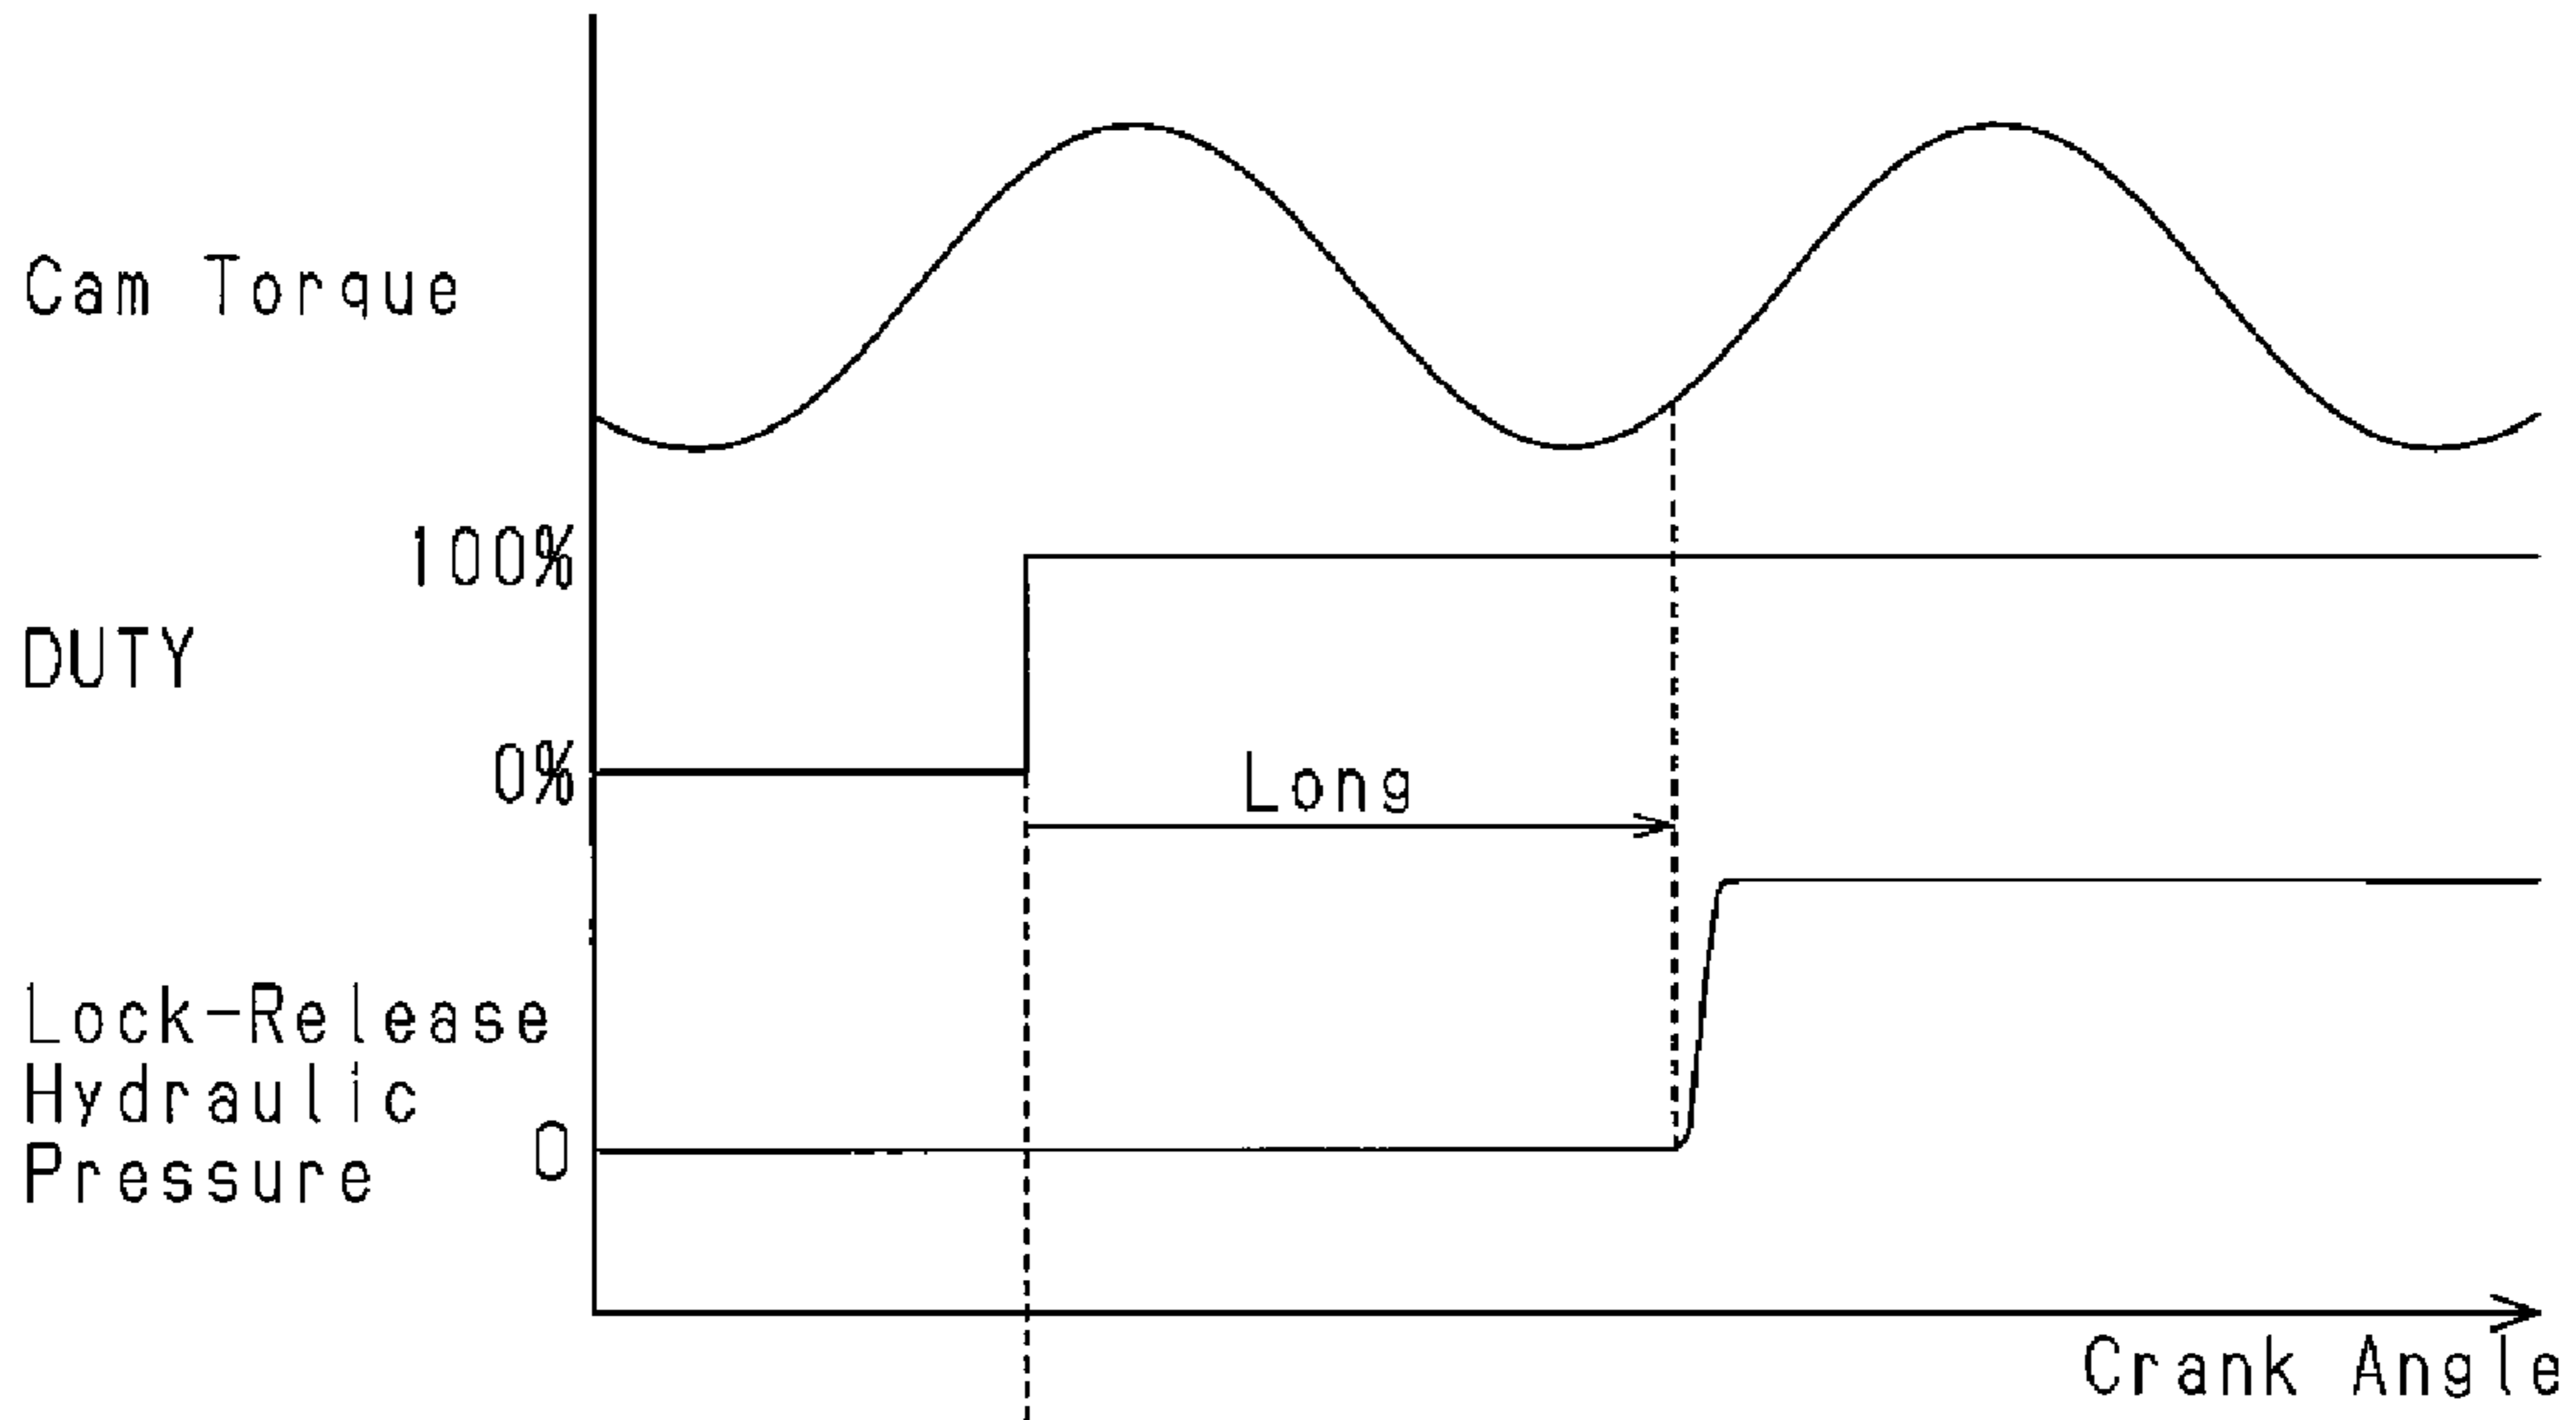 Cam Torque
100%
DUTY
0%
Long
Lock-Release
Hydraulic
Pressure
0
Crank Angle